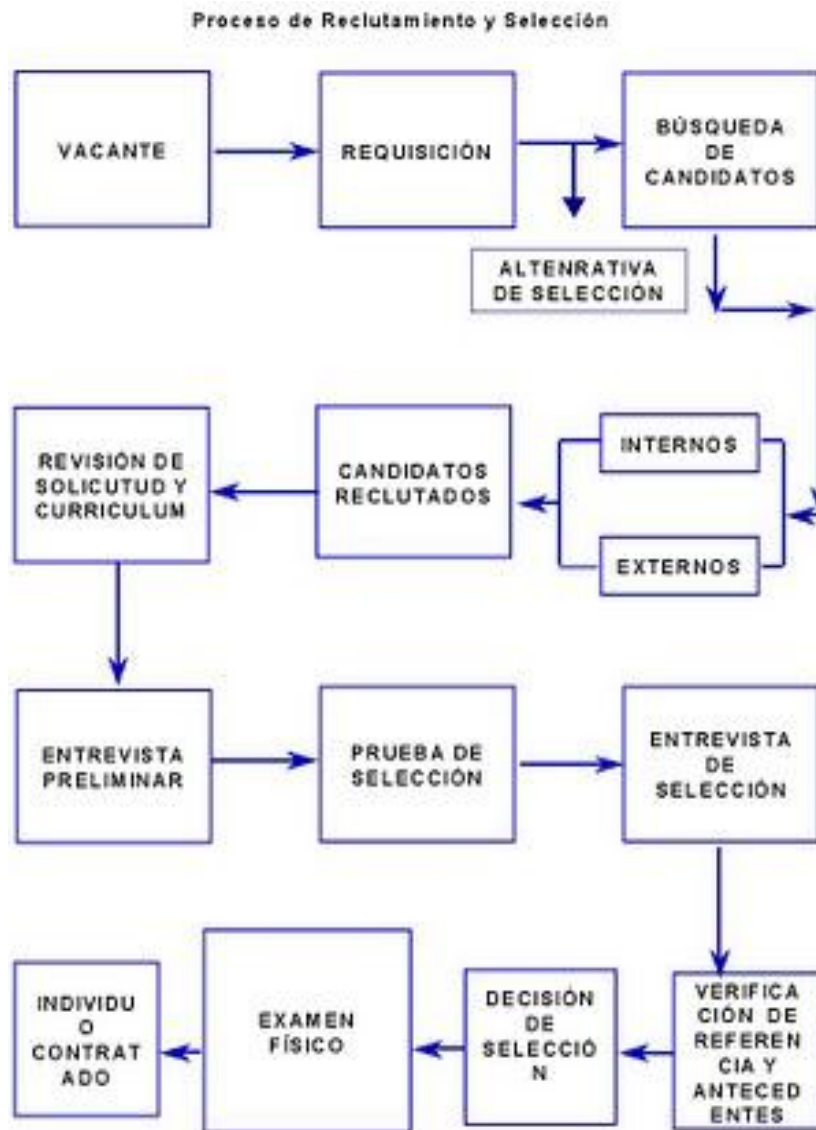 Proceso de Reclutamiento y Selección
VACANTE
REQUISICIÓN
BÚSQUEDA
DE
CANDIDATOS
ALTENRATIVA
DE SELECCIÓN
INTERNOS
EXTERNOS
CANDIDATOS
RECLUTADOS
REVISIÓN DE
SOLICUTUD Y
CURRICULUM
ENTREVISTA
PRELIMINAR
PRUEBA DE
SELECCIÓN
ENTREVISTA
DE
SELECCIÓN
VERIFICA
CIÓN DE
REFEREN
CIA Y
ANTECED
ENTES
DECISIÓN
DE
SELECCIÓ
N
EXAMEN
FÍSICO
INDIVIDU
O
CONTRAT
ADO